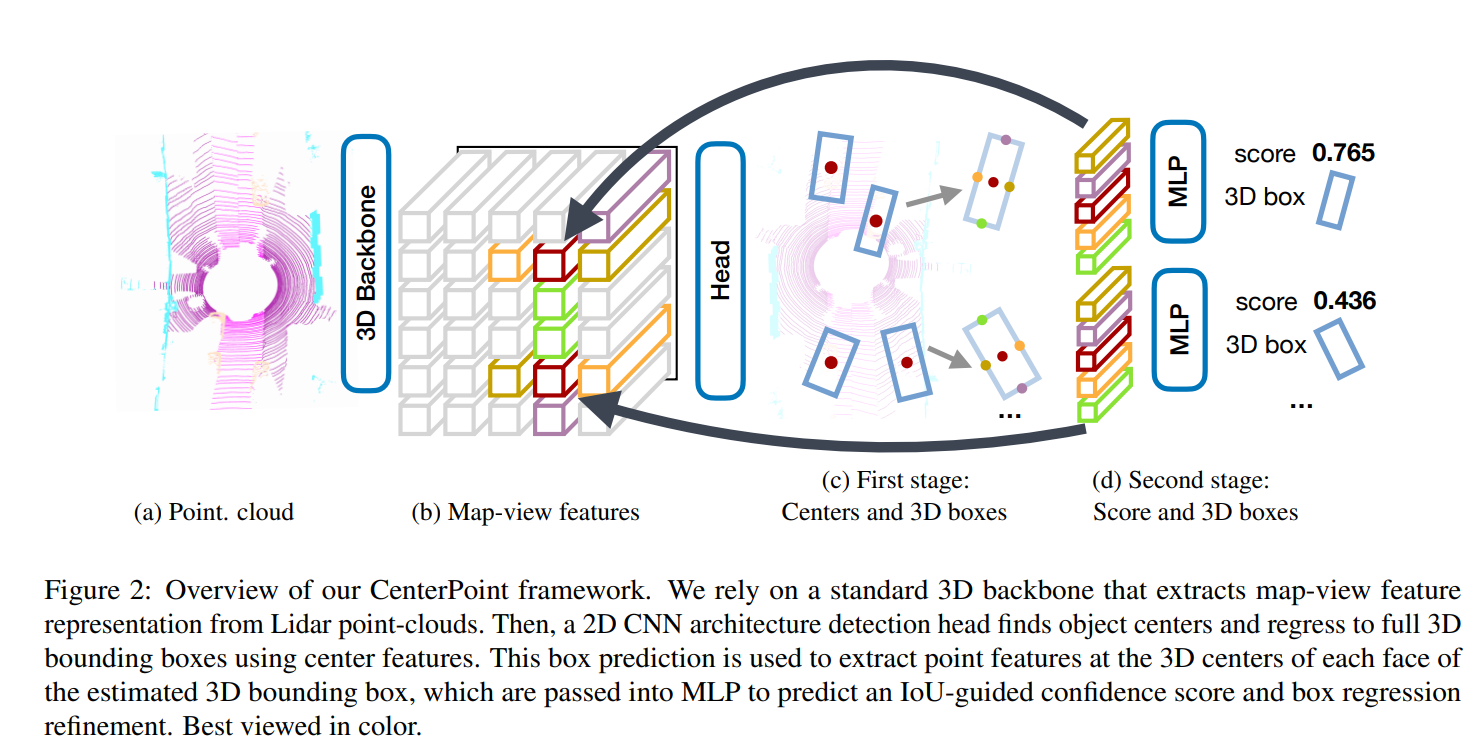 3D Backbone
Head
MLP
score 0.765
3D box
MLP
score 0.436
3D box
...
...
(a) Point. cloud
(b) Map-view features
(c) First stage:
Centers and 3D boxes
(d) Second stage:
Score and 3D boxes
Figure 2: Overview of our CenterPoint framework. We rely on a standard 3D backbone that extracts map-view feature
representation from Lidar point-clouds. Then, a 2D CNN architecture detection head finds object centers and regress to full 3D
bounding boxes using center features. This box prediction is used to extract point features at the 3D centers of each face of
the estimated 3D bounding box, which are passed into MLP to predict an IoU-guided confidence score and box regression
refinement. Best viewed in color.